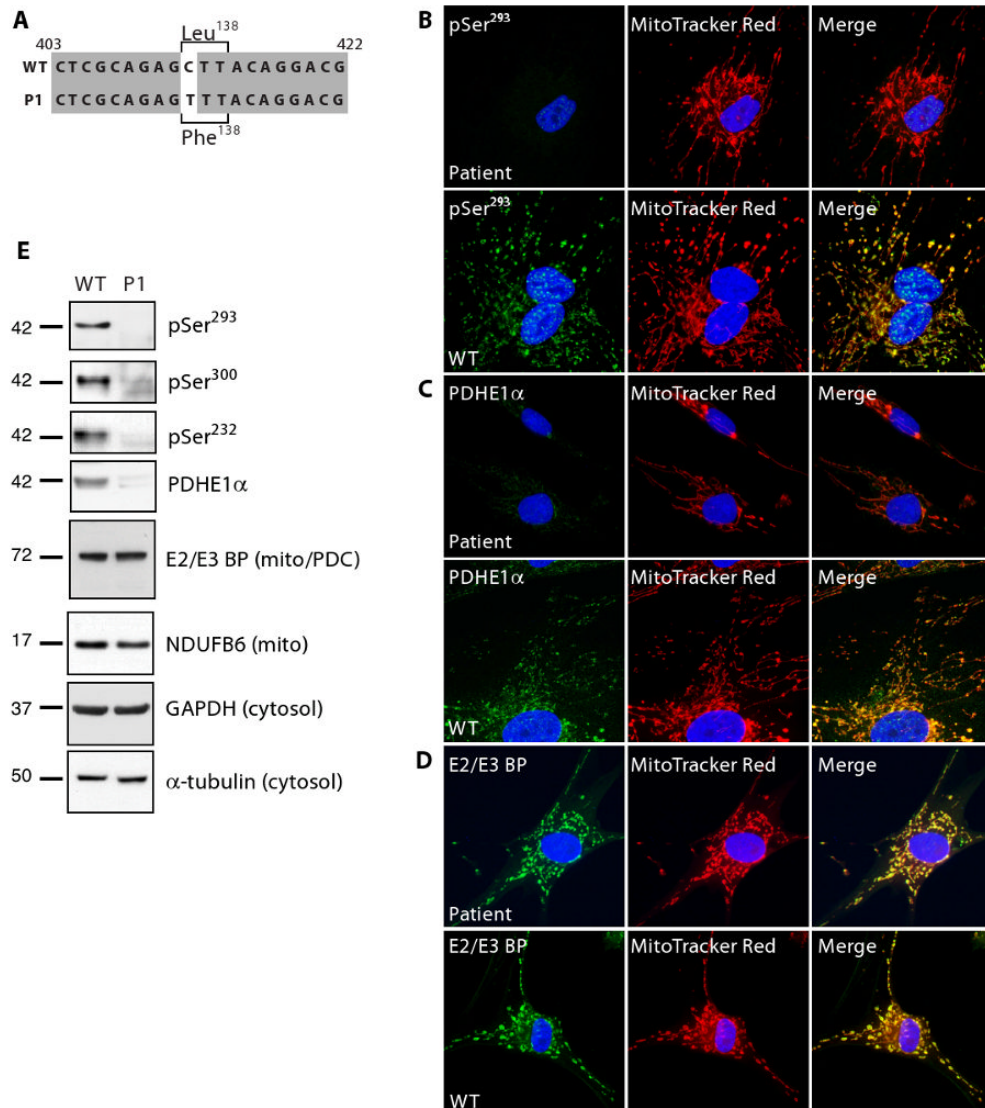 A
Leu¹³⁸
403 422
WT CTCGCAGAGCTTACAGGACG
P1 CTCGCAGAGTTTACAGGACG
Phe¹³⁸
B
pSer²⁹³ MitoTracker Red Merge
Patient
pSer²⁹³ MitoTracker Red Merge
WT
C
PDHE1α MitoTracker Red Merge
Patient
PDHE1α MitoTracker Red Merge
WT
D
E2/E3 BP MitoTracker Red Merge
Patient
E2/E3 BP MitoTracker Red Merge
WT
E
WT P1
42 pSer²⁹³
42 pSer³⁰⁰
42 pSer²³²
42 PDHE1α
72 E2/E3 BP (mito/PDC)
17 NDUFB6 (mito)
37 GAPDH (cytosol)
50 α-tubulin (cytosol)